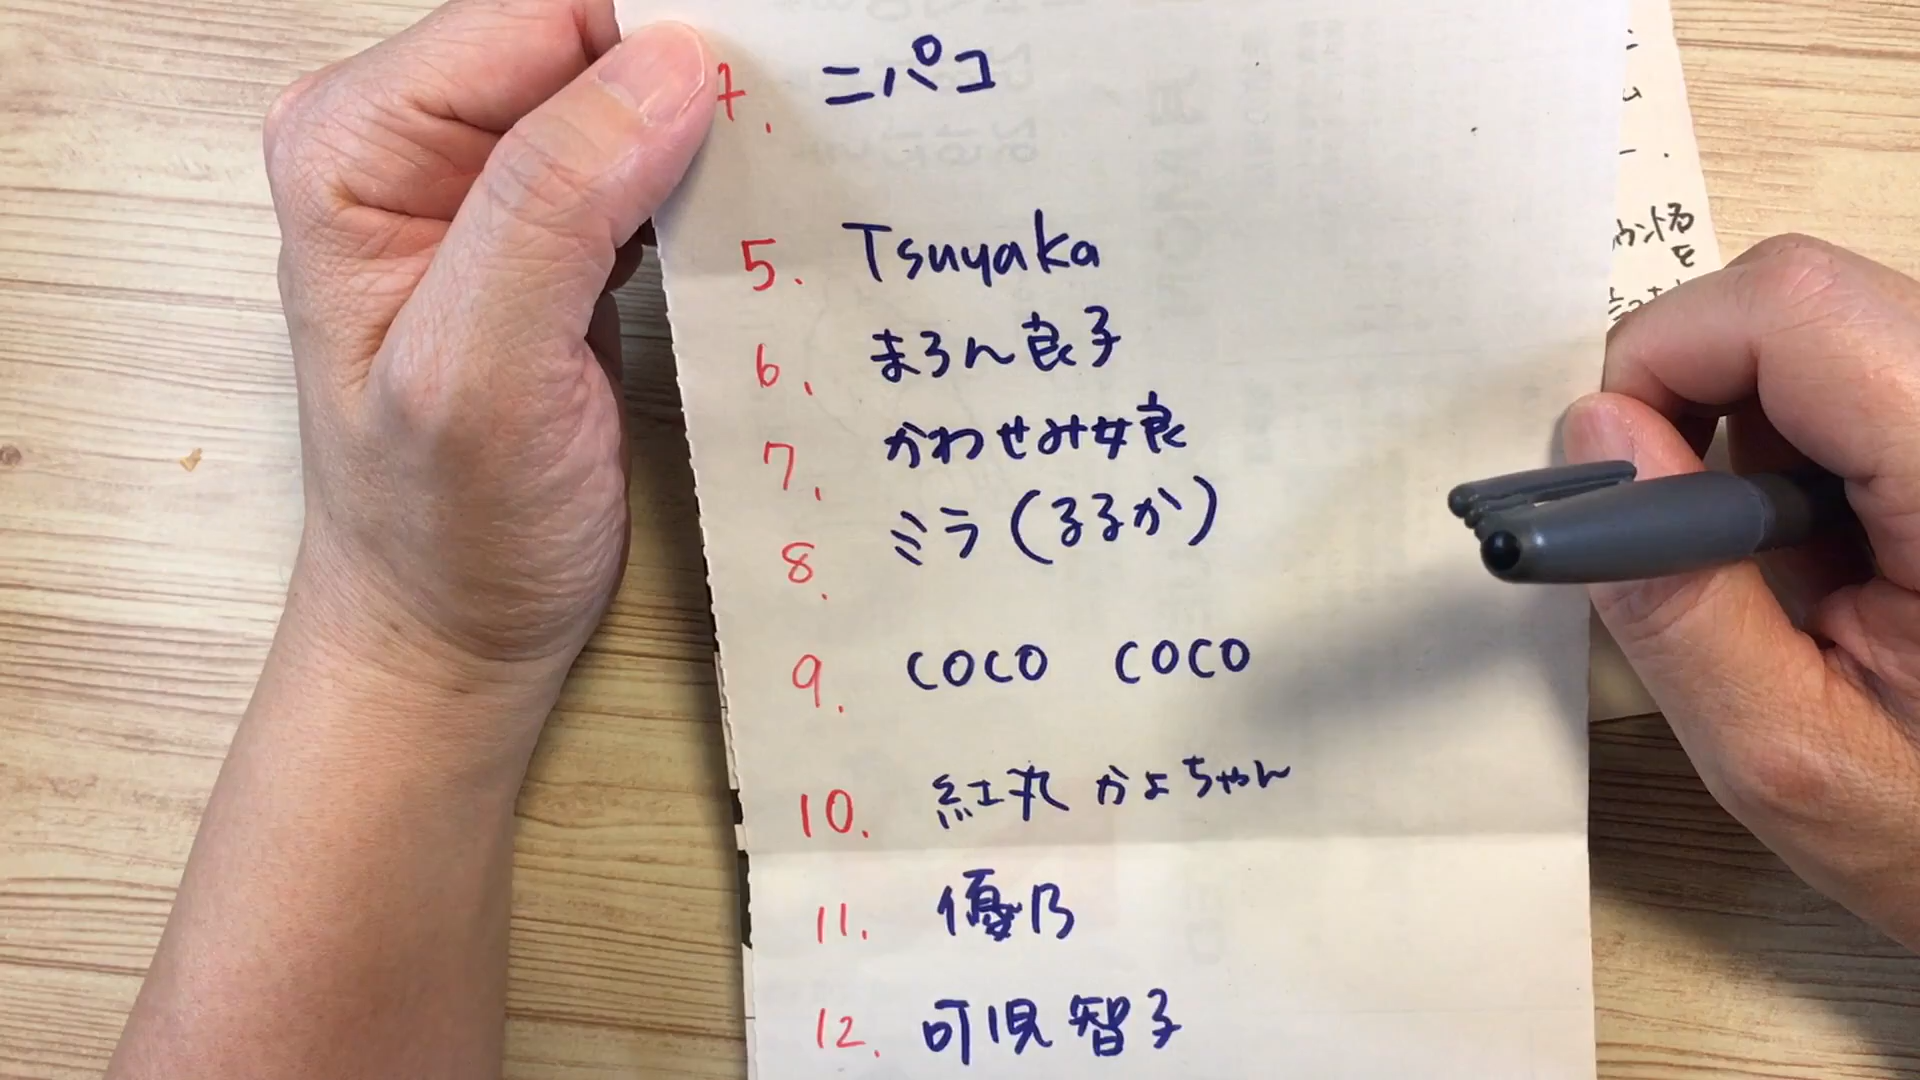 4. ニパコ
5. Tsuyaka
6. まろん良子
7. かわせみ女良
8. ミラ(るるか)
9. COCO COCO
10. 紅丸 かよちゃん
11. 優乃
12. 可児 智子